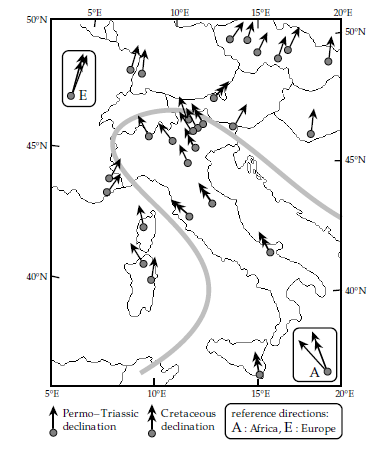 5°E 10°E 15°E 20°E
50°N 50°N
E
45°N 45°N
40°N 40°N
A
5°E 10°E 15°E 20°E
Permo–Triassic declination
Cretaceous declination
reference directions:
A : Africa, E : Europe